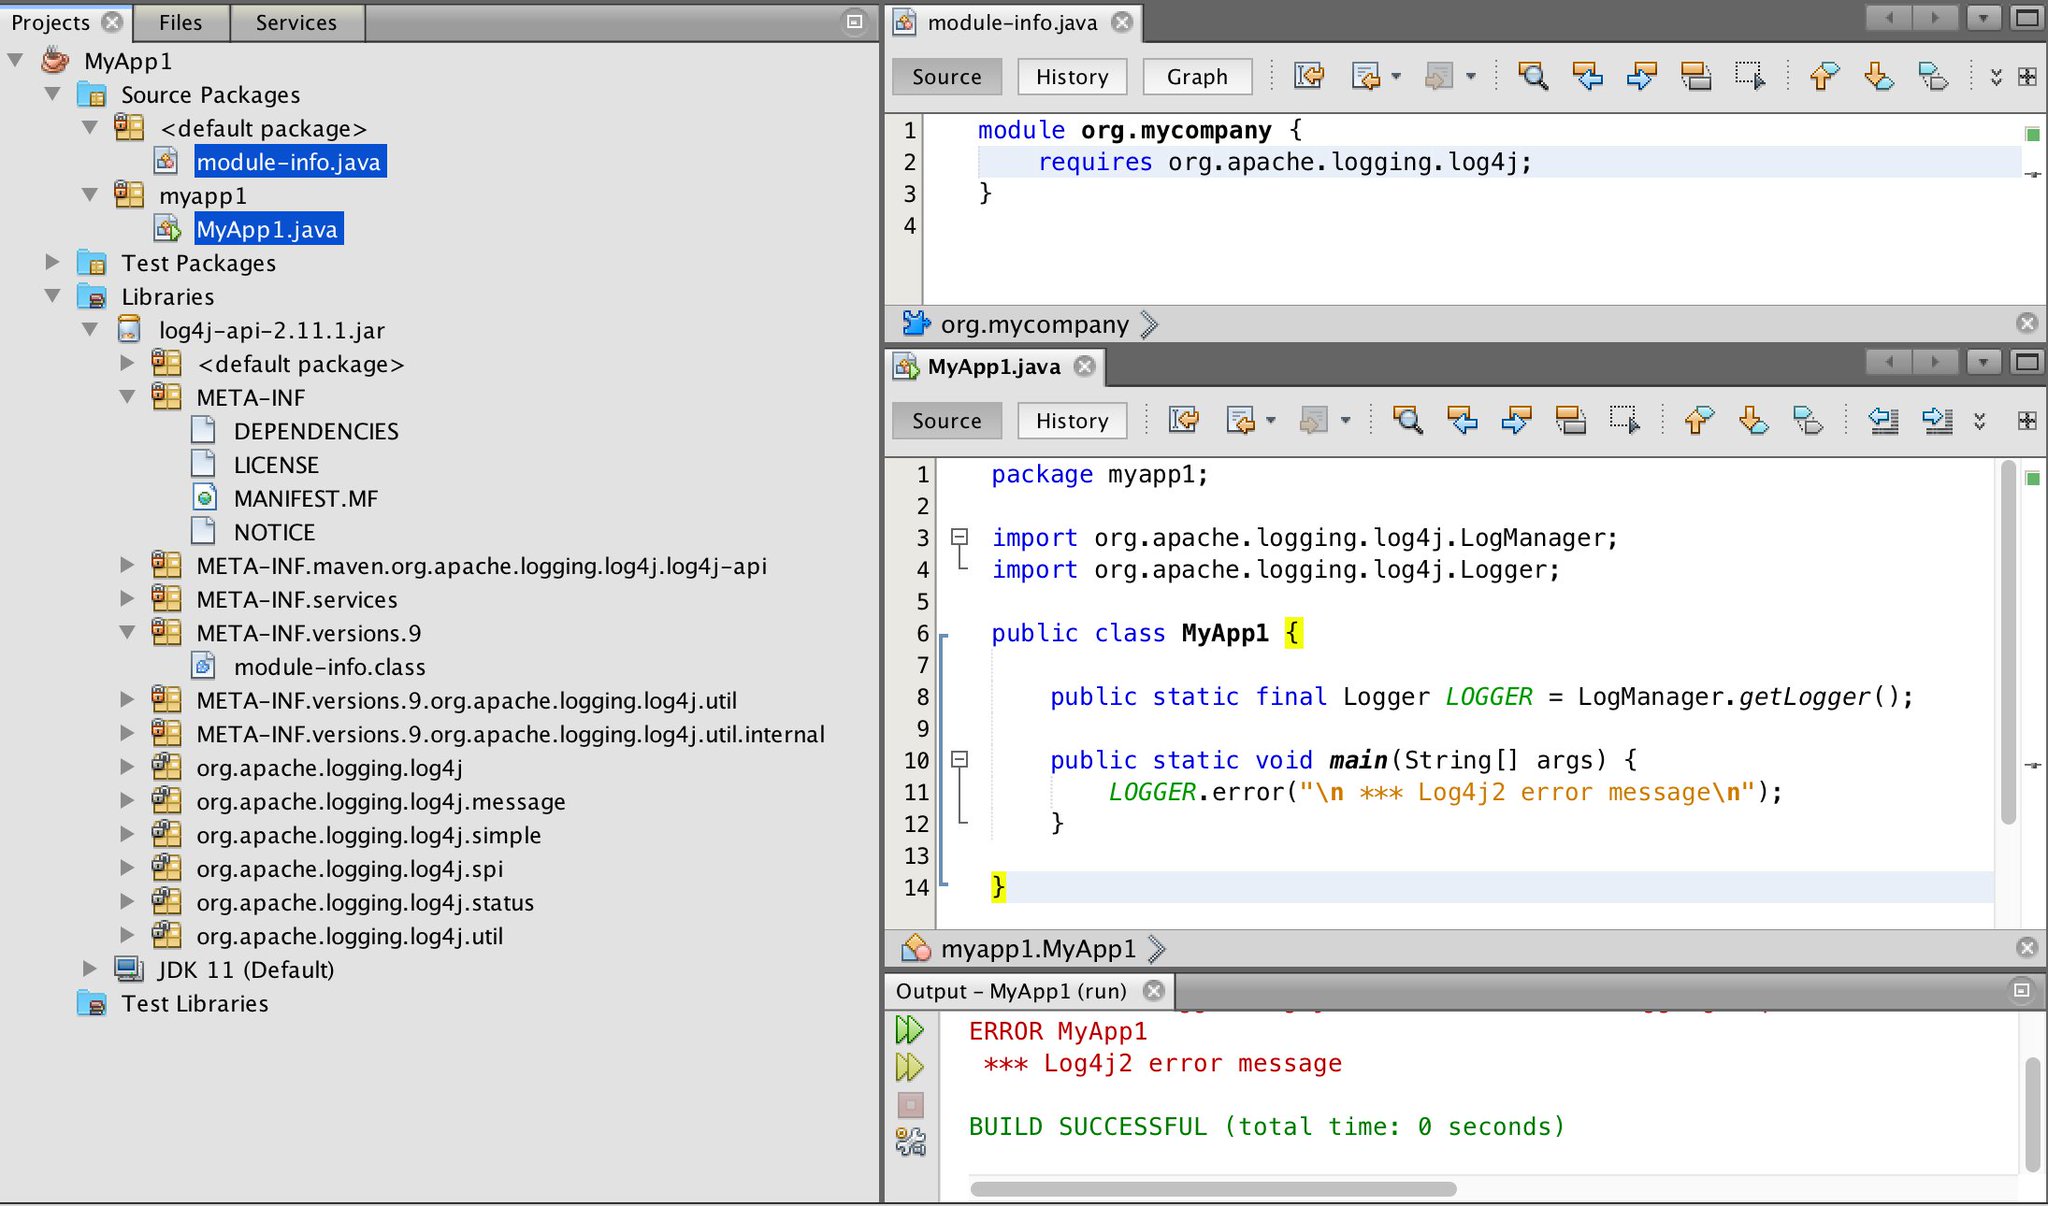 Projects Files Services
MyApp1
Source Packages
<default package>
module-info.java
myapp1
MyApp1.java
Test Packages
Libraries
log4j-api-2.11.1.jar
<default package>
META-INF
DEPENDENCIES
LICENSE
MANIFEST.MF
NOTICE
META-INF.maven.org.apache.logging.log4j.log4j-api
META-INF.services
META-INF.versions.9
module-info.class
META-INF.versions.9.org.apache.logging.log4j.util
META-INF.versions.9.org.apache.logging.log4j.util.internal
org.apache.logging.log4j
org.apache.logging.log4j.message
org.apache.logging.log4j.simple
org.apache.logging.log4j.spi
org.apache.logging.log4j.status
org.apache.logging.log4j.util
JDK 11 (Default)
Test Libraries
module-info.java
Source History Graph
1 module org.mycompany {
2 requires org.apache.logging.log4j;
3 }
4
org.mycompany
MyApp1.java
Source History
1 package myapp1;
2
3 import org.apache.logging.log4j.LogManager;
4 import org.apache.logging.log4j.Logger;
5
6 public class MyApp1 {
7
8 public static final Logger LOGGER = LogManager.getLogger();
9
10 public static void main(String[] args) {
11 LOGGER.error("\n *** Log4j2 error message\n");
12 }
13
14 }
myapp1.MyApp1
Output - MyApp1 (run)
ERROR MyApp1
*** Log4j2 error message
BUILD SUCCESSFUL (total time: 0 seconds)